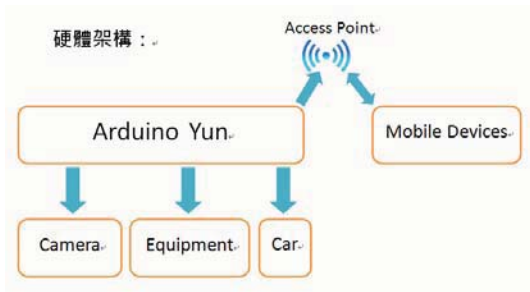 硬體架構：
Access Point
Arduino Yun
Mobile Devices
Camera
Equipment
Car